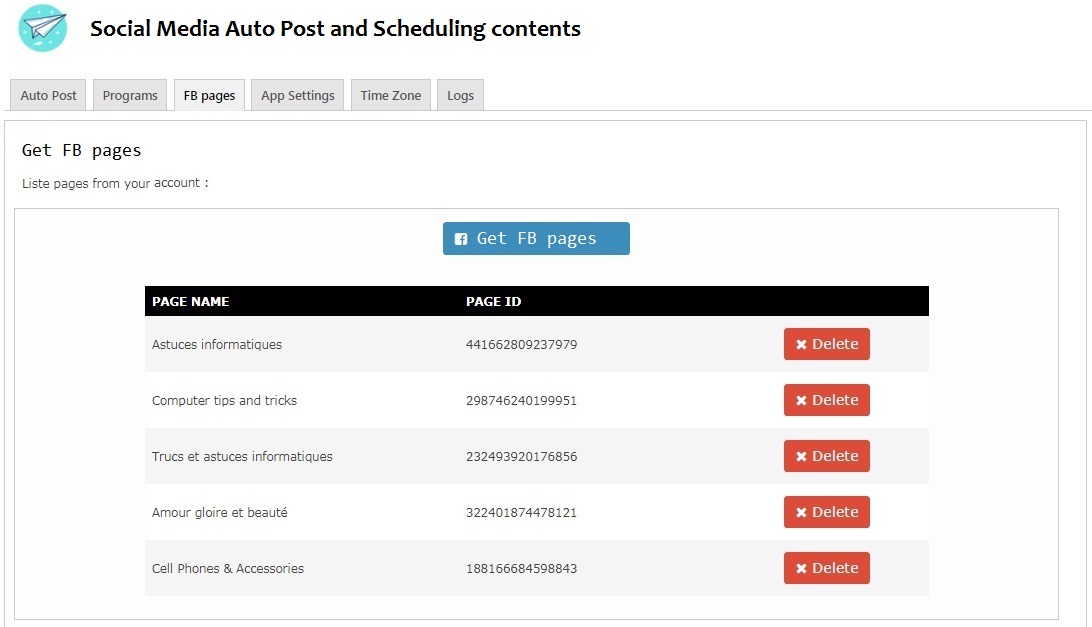 Social Media Auto Post and Scheduling contents
Auto Post Programs FB pages App Settings Time Zone Logs
Get FB pages
Liste pages from your account :
Get FB pages
PAGE NAME PAGE ID
Astuces informatiques 441662809237979 Delete
Computer tips and tricks 298746240199951 Delete
Trucs et astuces informatiques 232493920176856 Delete
Amour gloire et beauté 322401874478121 Delete
Cell Phones & Accessories 188166684598843 Delete